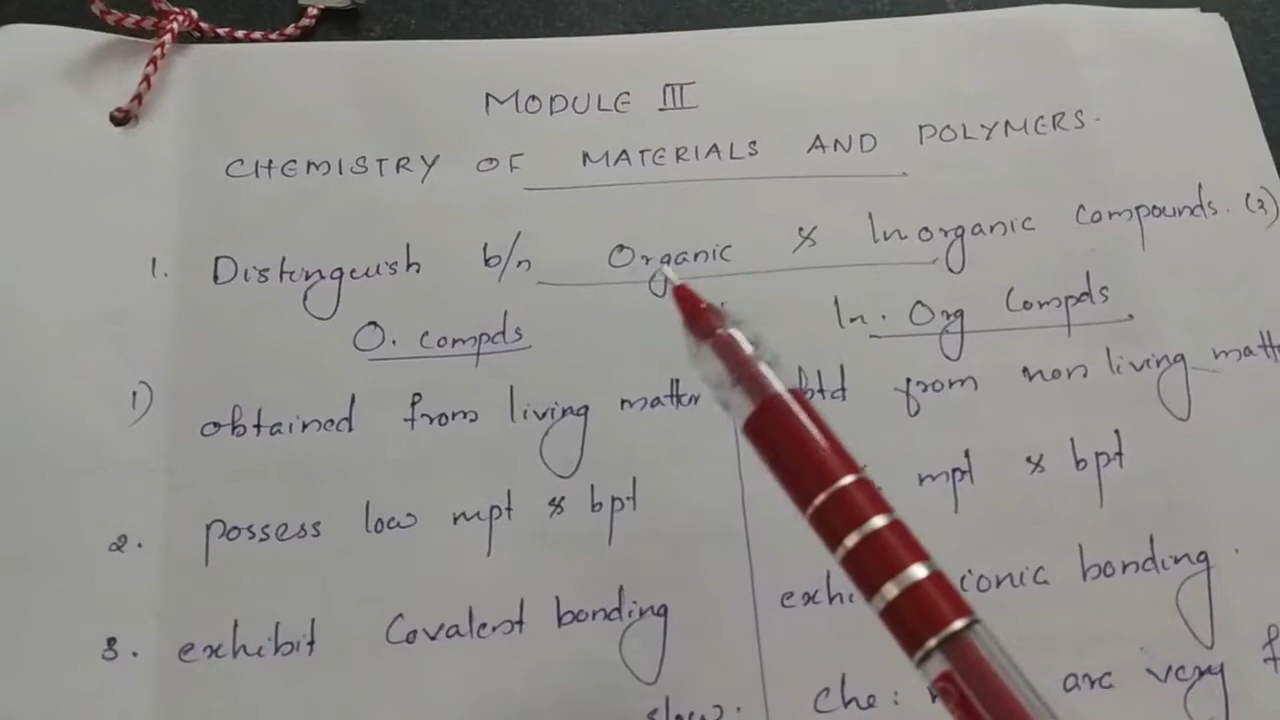 MODULE III
CHEMISTRY OF MATERIALS AND POLYMERS.
1. Distinguish b/n Organic & Inorganic compounds. (3)
O. compds In. Org Compds
1) obtained from living matter from non living
2. possess low mpt & bpt mpt & bpt
3. exhibit Covalent bonding ionic bonding.
slow. Che: are very